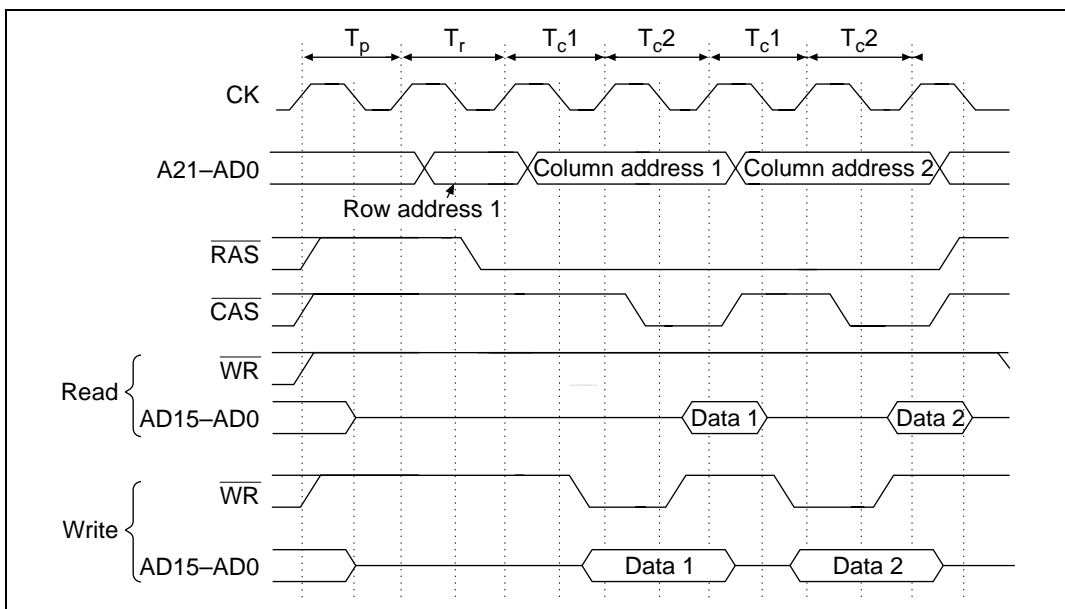 Tp Tr Tc1 Tc2 Tc1 Tc2
CK
A21–AD0 Column address 1 Column address 2
Row address 1
RAS
CAS
Read
WR
AD15–AD0 Data 1 Data 2
Write
WR
AD15–AD0 Data 1 Data 2